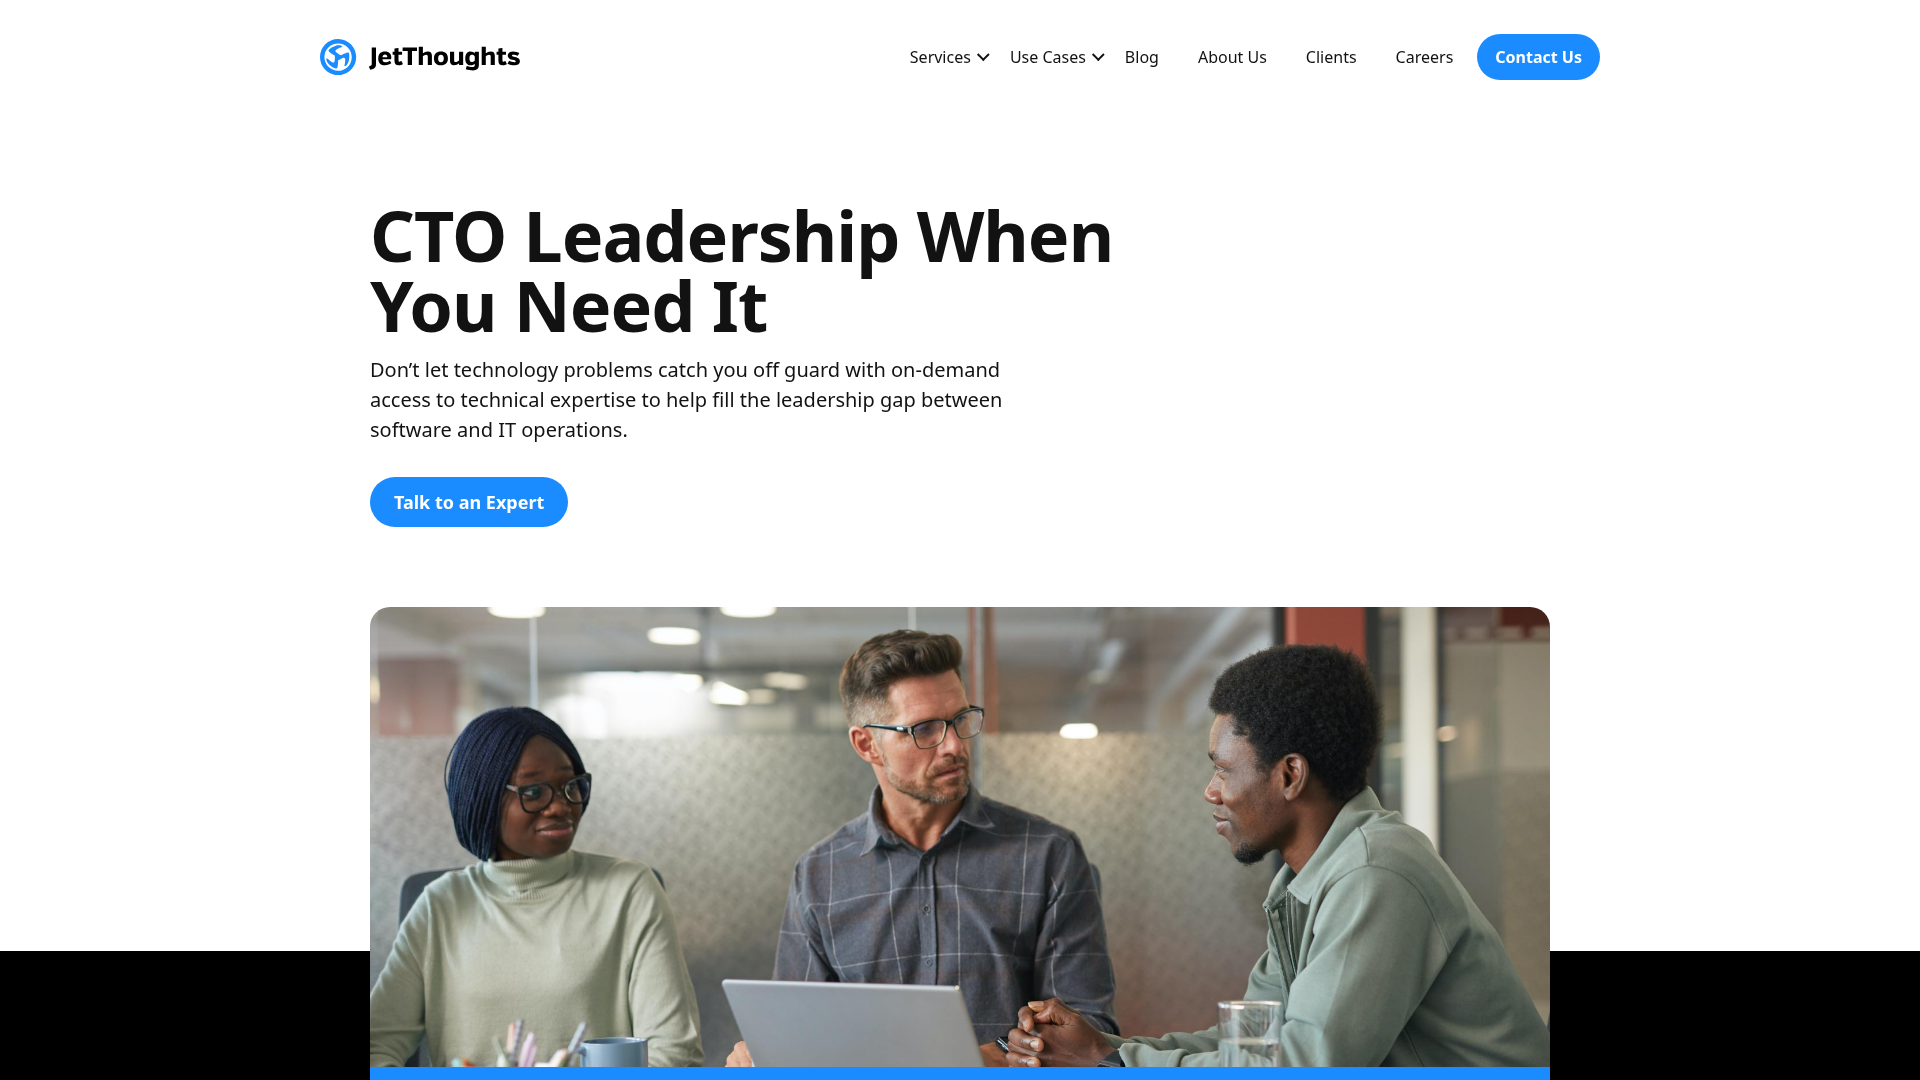 JetThoughts
Services
Use Cases
Blog
About Us
Clients
Careers
Contact Us
CTO Leadership When
You Need It
Don’t let technology problems catch you off guard with on-demand
access to technical expertise to help fill the leadership gap between
software and IT operations.
Talk to an Expert